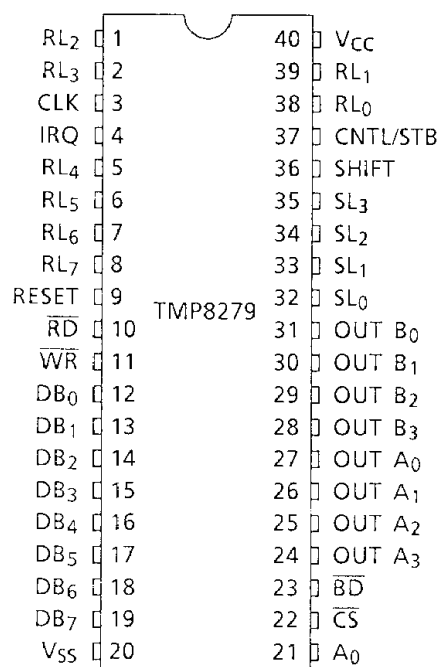 RL₂ 1 40 VCC
RL₃ 2 39 RL₁
CLK 3 38 RL₀
IRQ 4 37 CNTL/STB
RL₄ 5 36 SHIFT
RL₅ 6 35 SL₃
RL₆ 7 34 SL₂
RL₇ 8 33 SL₁
RESET 9 32 SL₀
TMP8279
R̅D̅ 10 31 OUT B₀
W̅R̅ 11 30 OUT B₁
DB₀ 12 29 OUT B₂
DB₁ 13 28 OUT B₃
DB₂ 14 27 OUT A₀
DB₃ 15 26 OUT A₁
DB₄ 16 25 OUT A₂
DB₅ 17 24 OUT A₃
DB₆ 18 23 B̅D̅
DB₇ 19 22 C̅S̅
VSS 20 21 A₀